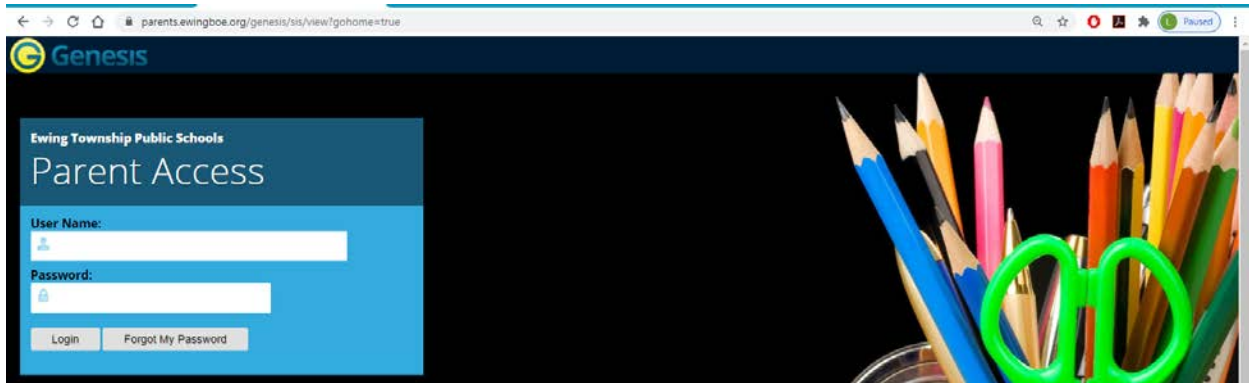 parents.ewingboe.org/genesis/sis/view?gohome=true
L Paused
G Genesis
Ewing Township Public Schools
Parent Access
User Name:
Password:
Login Forgot My Password